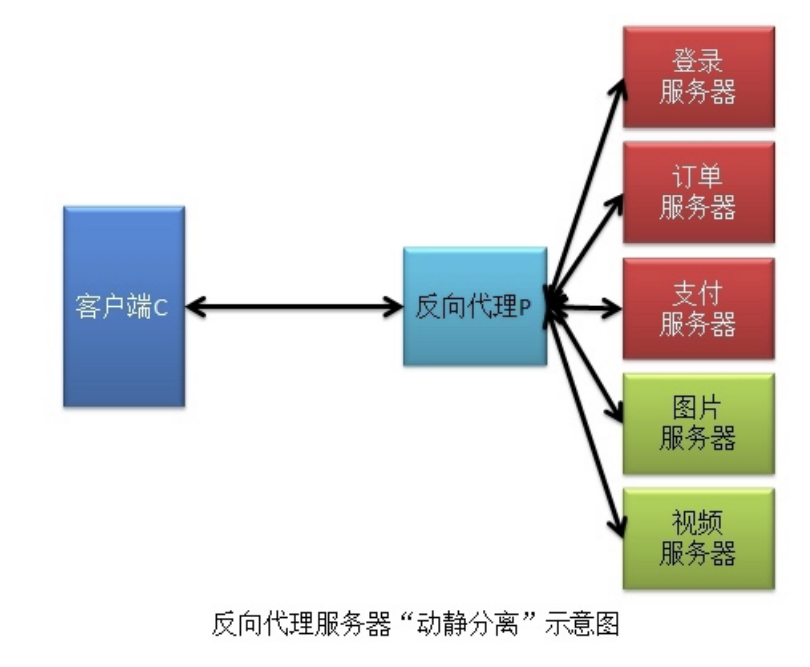 登录
服务器
订单
服务器
客户端C
反向代理P
支付
服务器
图片
服务器
视频
服务器
反向代理服务器“动静分离”示意图